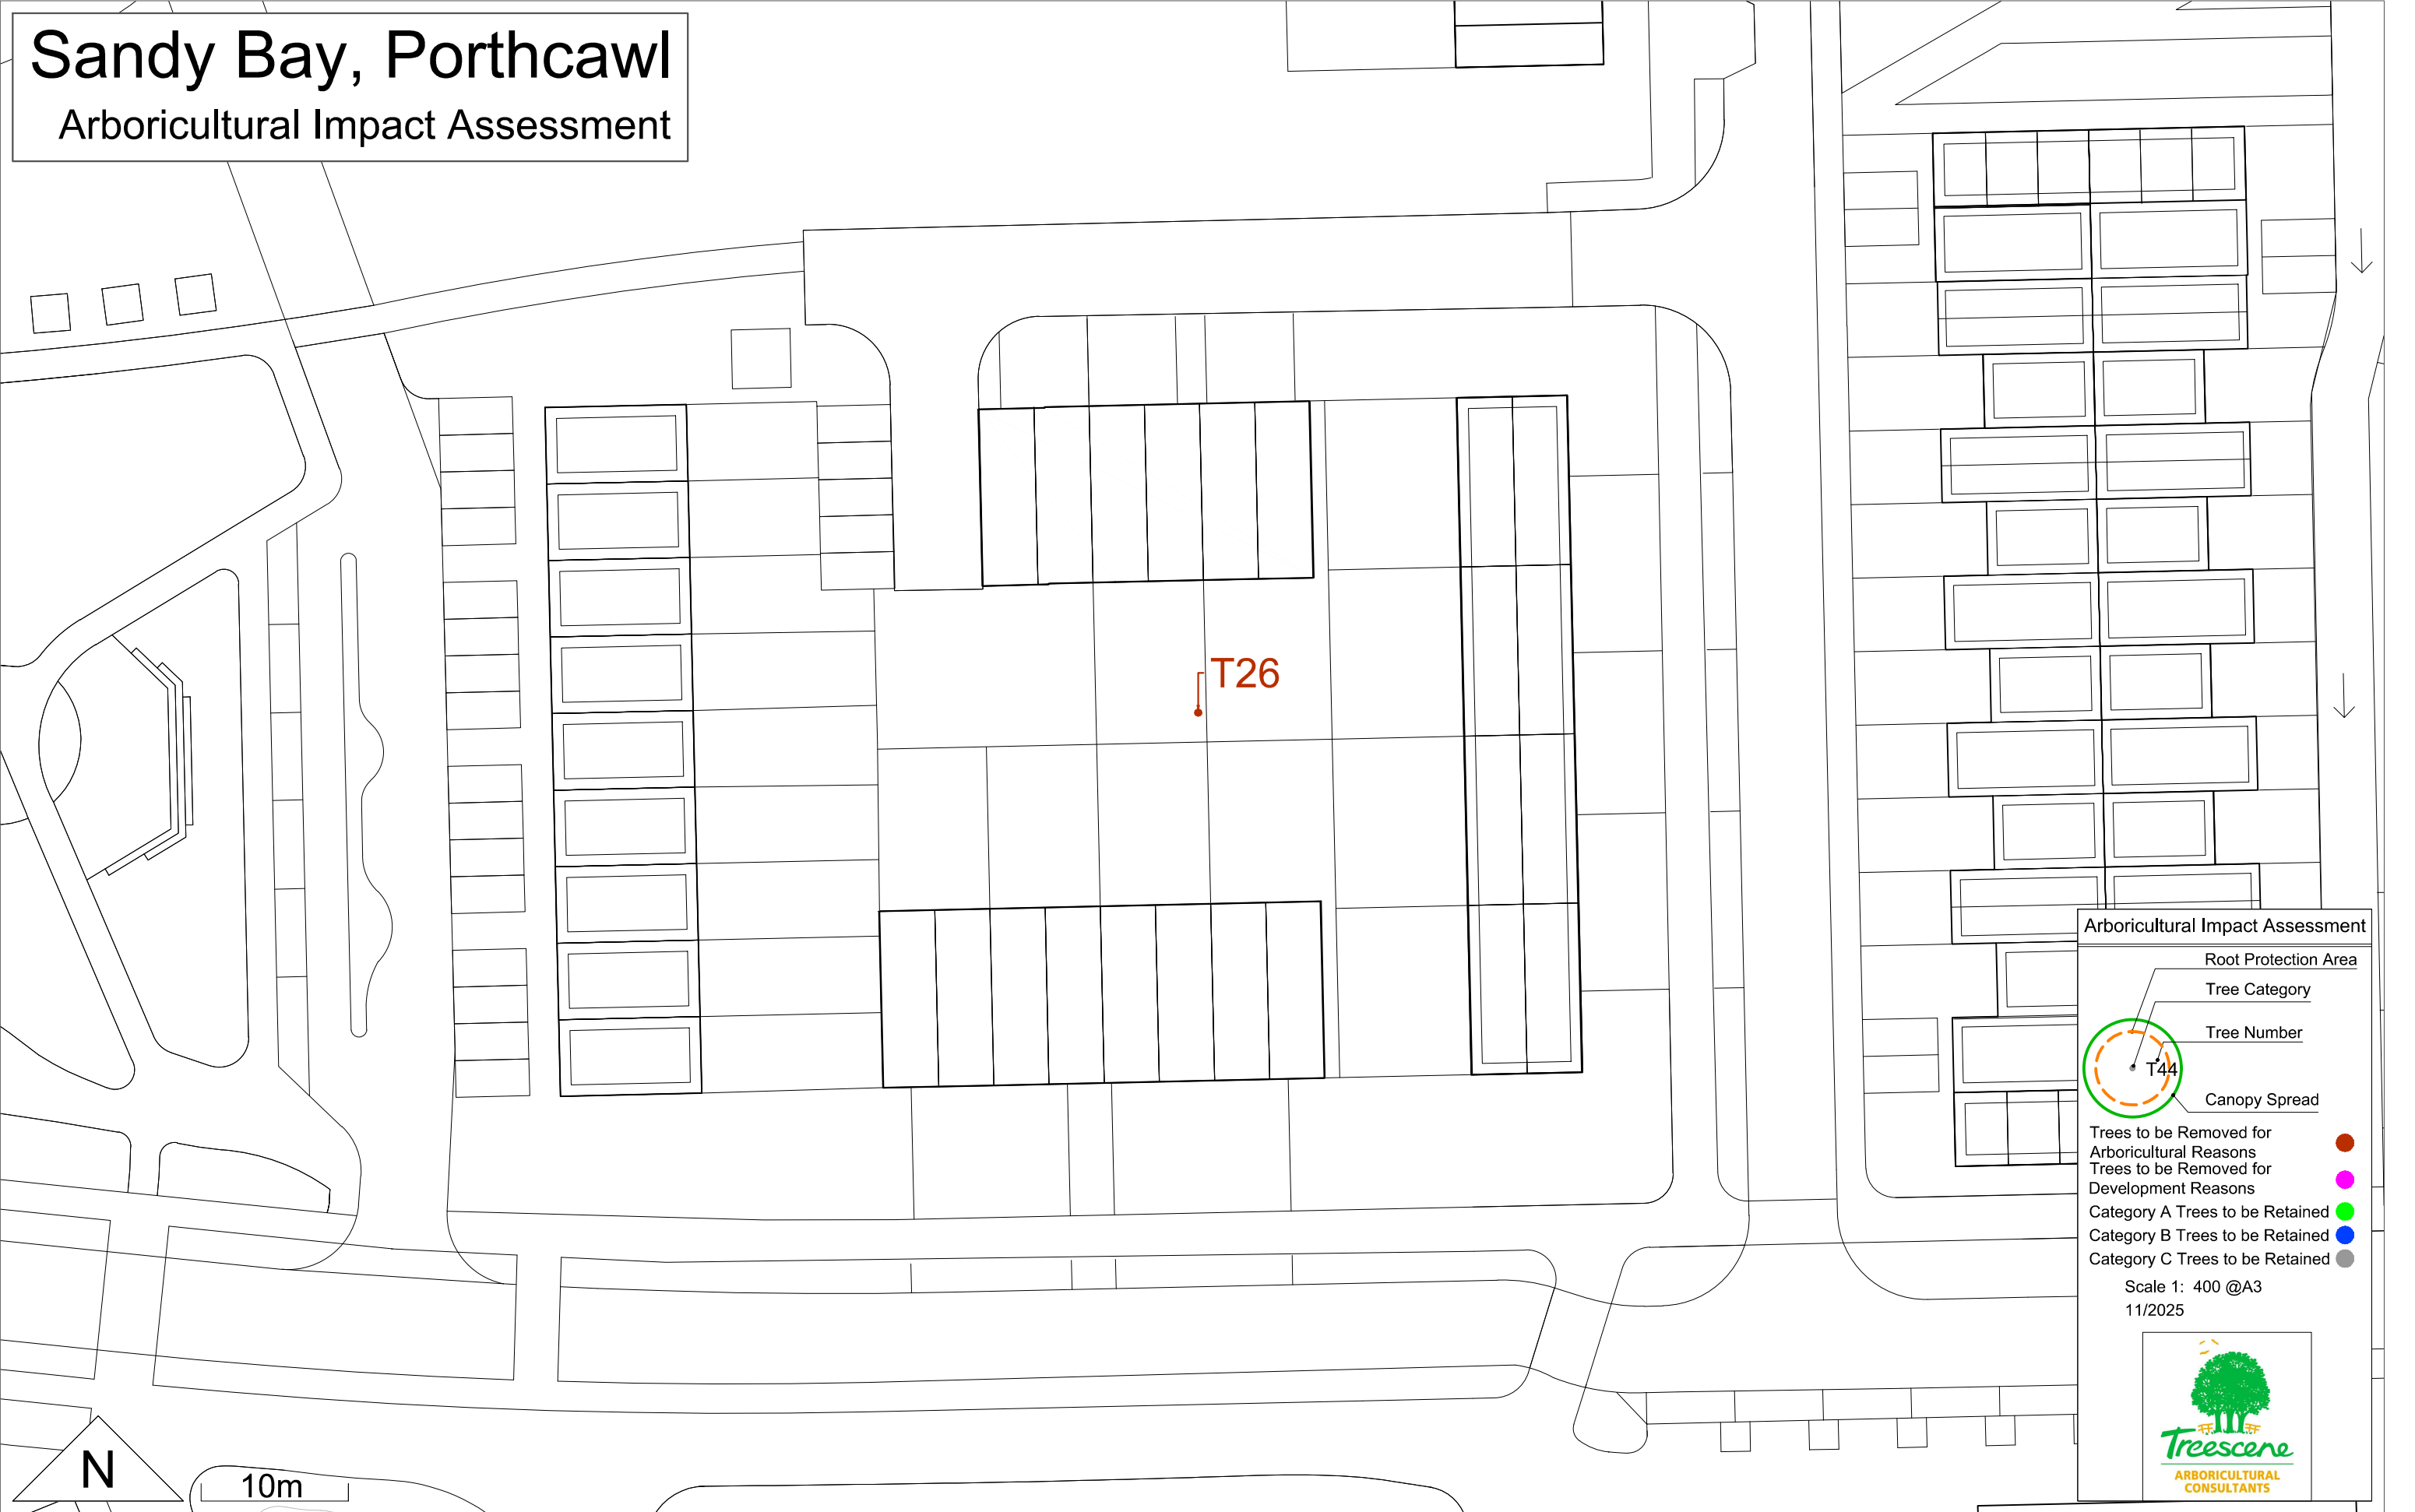 Sandy Bay, Porthcawl
Arboricultural Impact Assessment
T26
Arboricultural Impact Assessment
Root Protection Area
Tree Category
Tree Number
T44
Canopy Spread
Trees to be Removed for
Arboricultural Reasons
Trees to be Removed for
Development Reasons
Category A Trees to be Retained
Category B Trees to be Retained
Category C Trees to be Retained
Scale 1: 400 @A3
11/2025
Treescene
ARBORICULTURAL
CONSULTANTS
N
10m